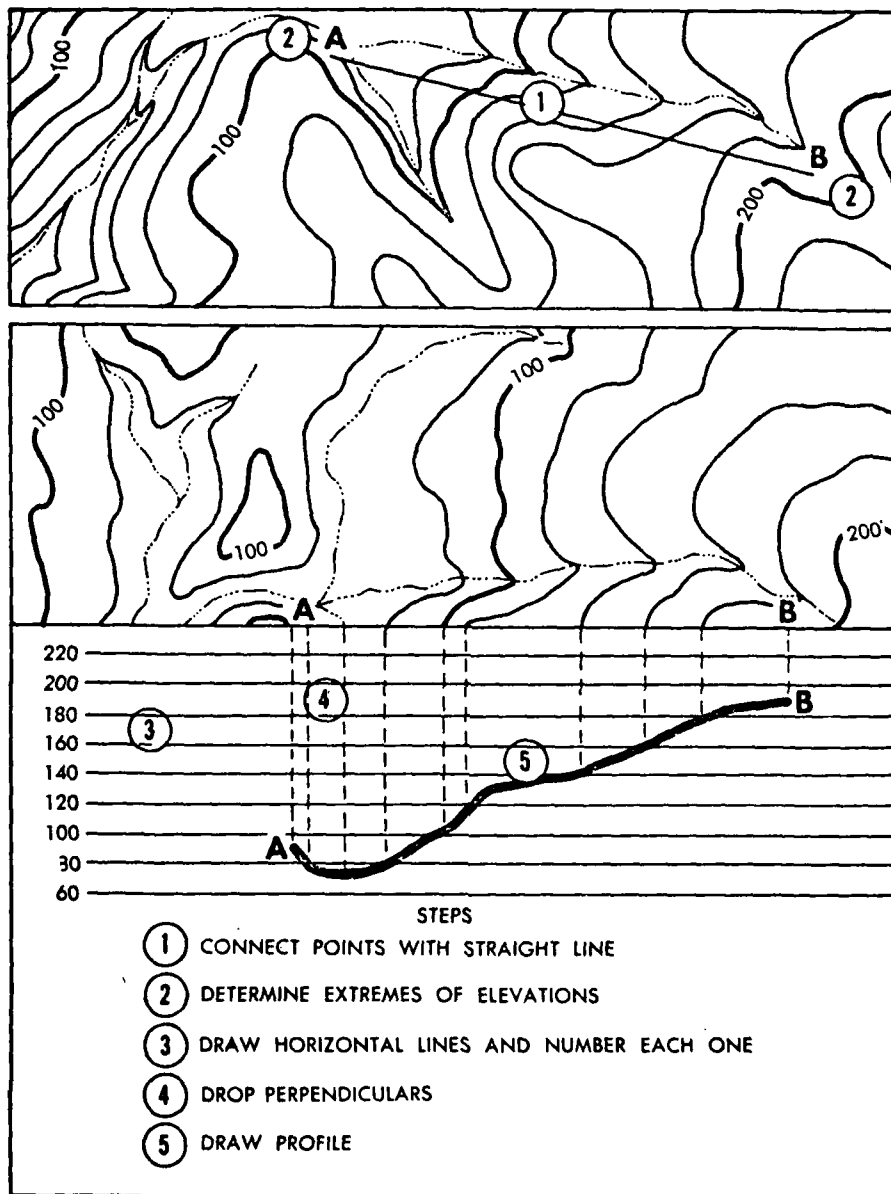 100
2
A
100
1
B
200
2
100
100
100
200
A
B
220
200
4
180
B
3
160
5
140
120
100
A
30
60
STEPS
1 CONNECT POINTS WITH STRAIGHT LINE
2 DETERMINE EXTREMES OF ELEVATIONS
3 DRAW HORIZONTAL LINES AND NUMBER EACH ONE
4 DROP PERPENDICULARS
5 DRAW PROFILE